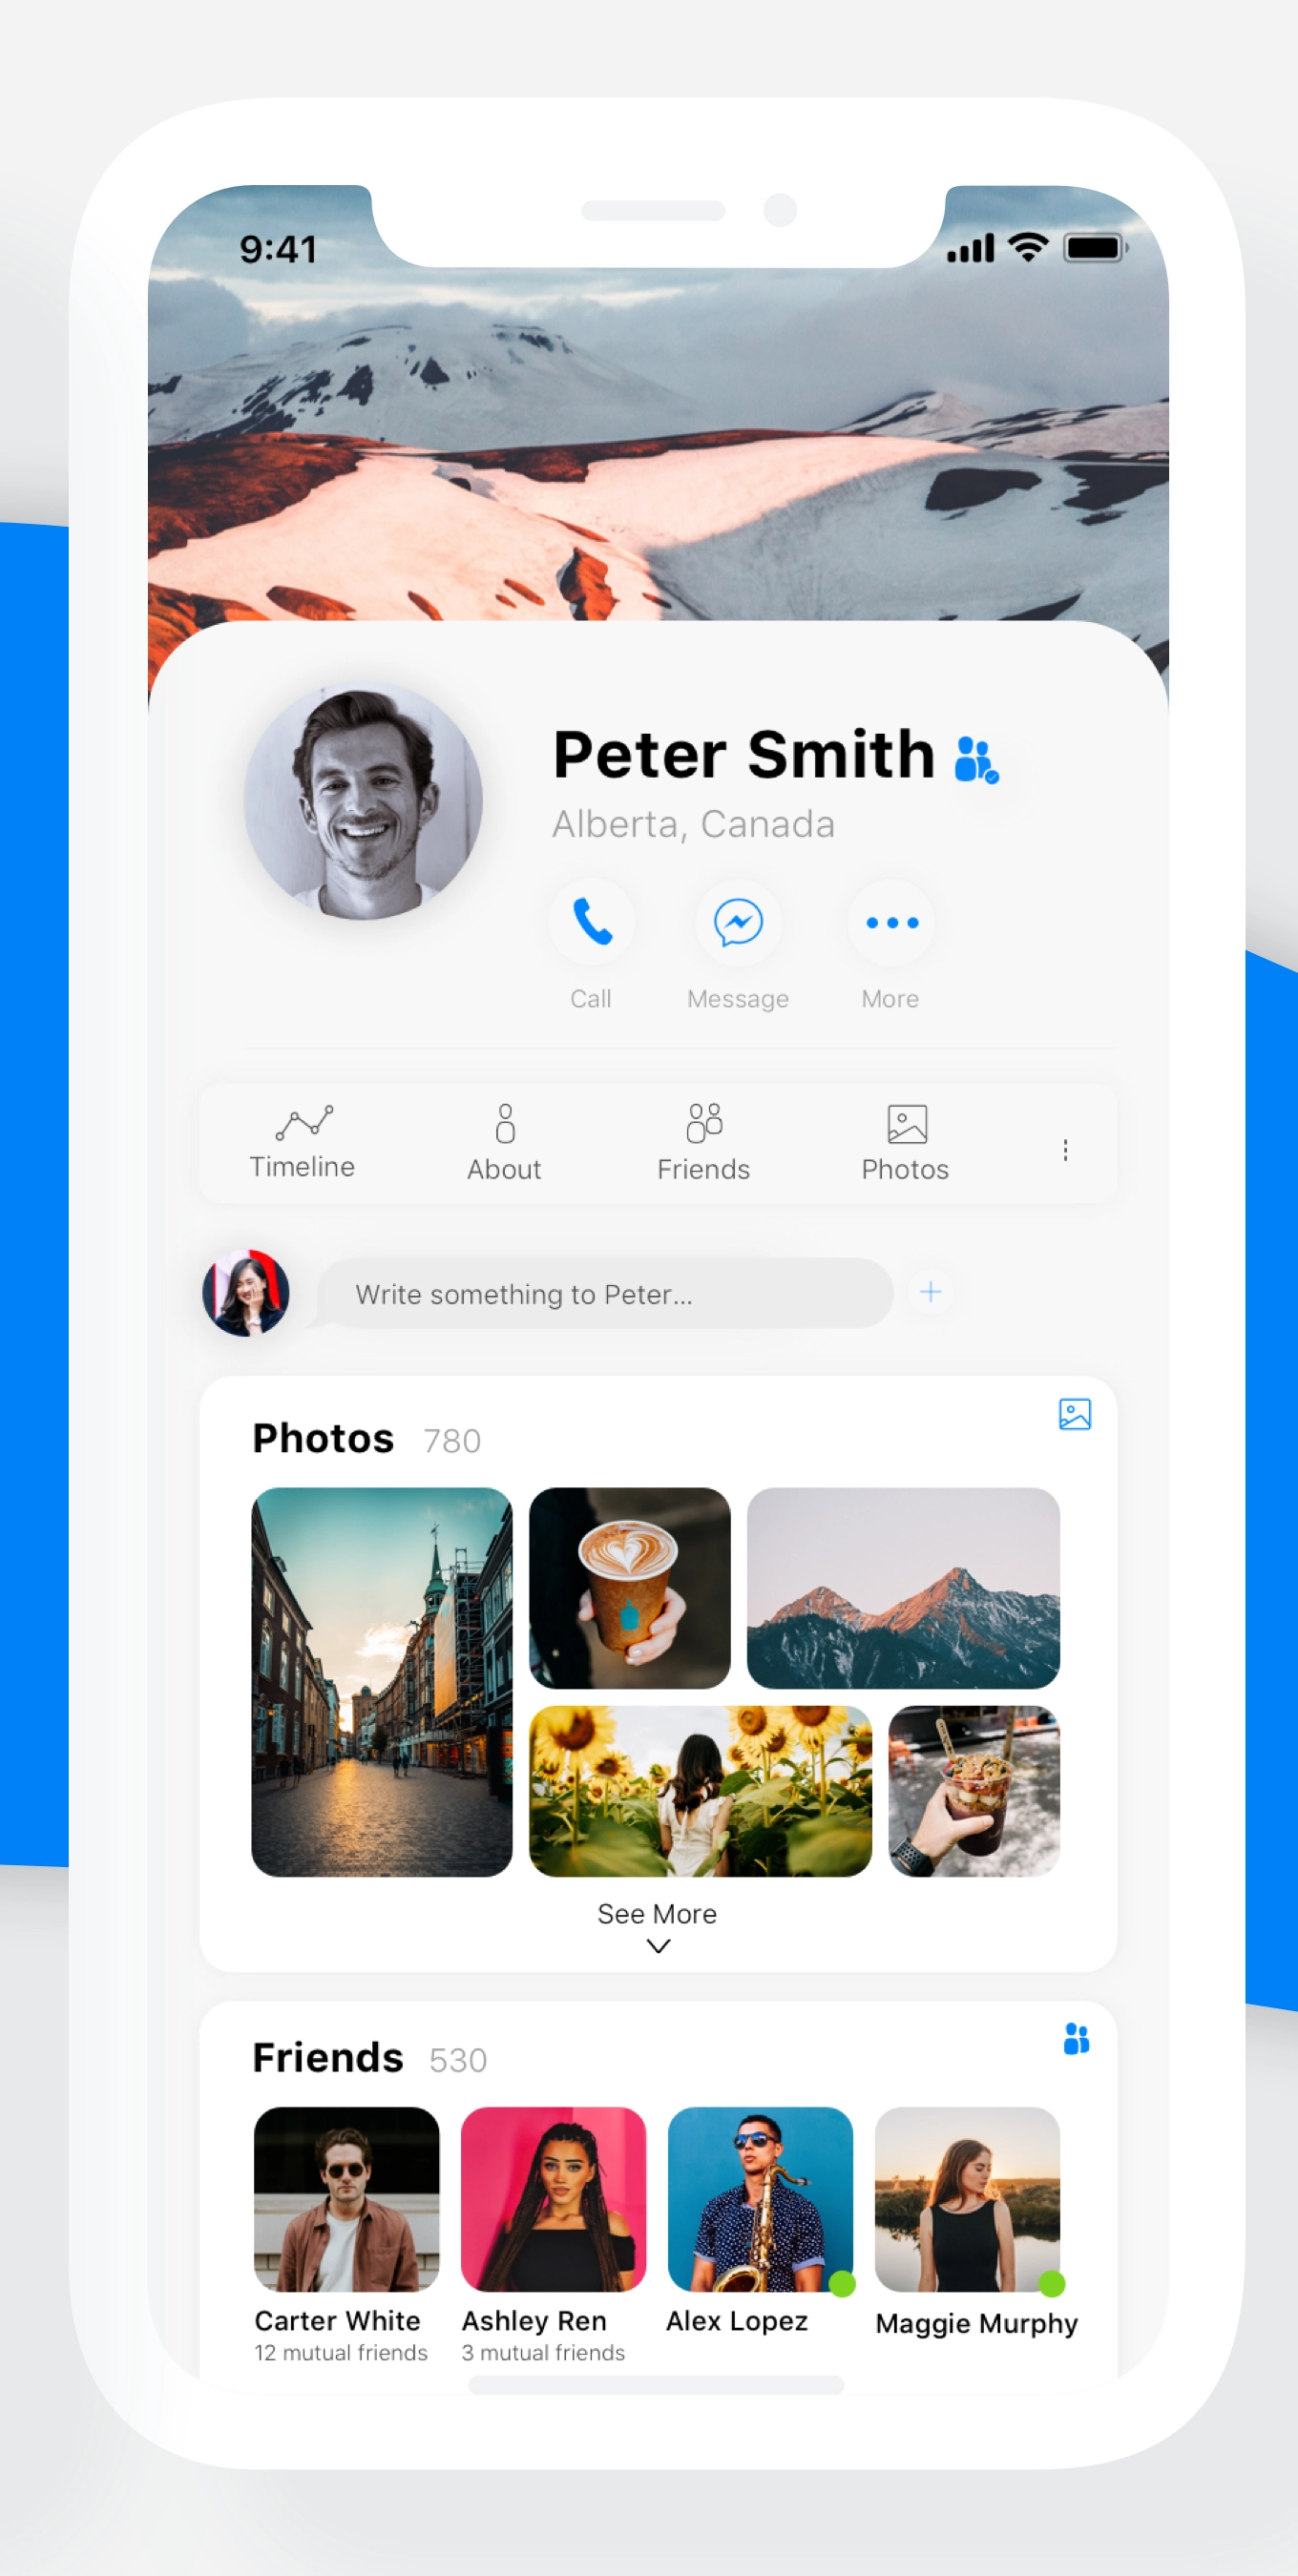 9:41
Peter Smith
Alberta, Canada
Call Message More
Timeline About Friends Photos
Write something to Peter...
Photos 780
See More
Friends 530
Carter White Ashley Ren Alex Lopez Maggie Murphy
12 mutual friends 3 mutual friends